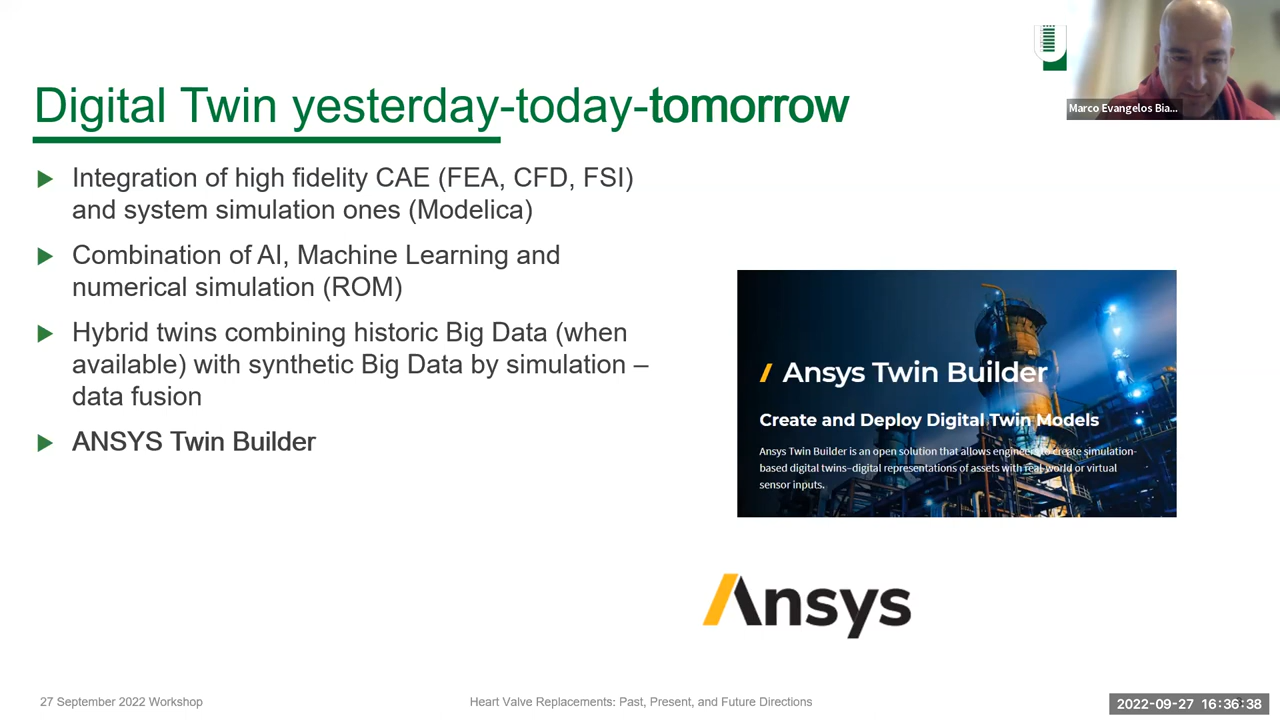 Digital Twin yesterday-today-tomorrow
Marco Evangelos Bia...
Integration of high fidelity CAE (FEA, CFD, FSI)
and system simulation ones (Modelica)
Combination of AI, Machine Learning and
numerical simulation (ROM)
Hybrid twins combining historic Big Data (when
available) with synthetic Big Data by simulation –
data fusion
ANSYS Twin Builder
Ansys Twin Builder
Create and Deploy Digital Twin Models
Ansys Twin Builder is an open solution that allows engineers to create simulation-
based digital twins–digital representations of assets with real-world or virtual
sensor inputs.
Ansys
27 September 2022 Workshop
Heart Valve Replacements: Past, Present, and Future Directions
2022-09-27 16:36:38